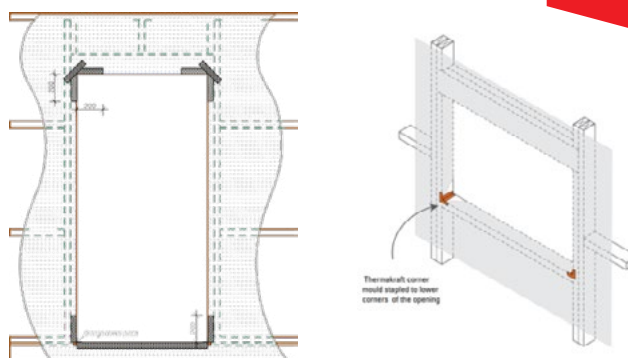 200
200
200
Thermakraft corner
mould stapled to lower
corners of the opening